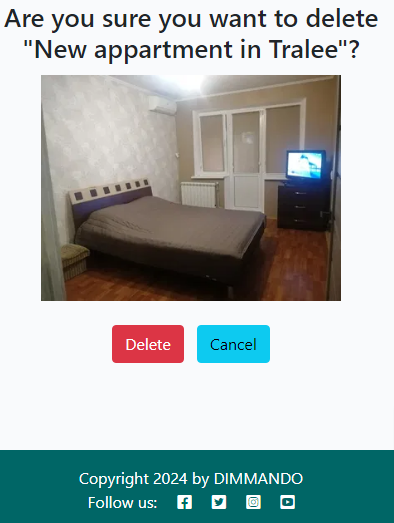 Are you sure you want to delete
"New appartment in Tralee"?
Delete Cancel
Copyright 2024 by DIMMANDO
Follow us: